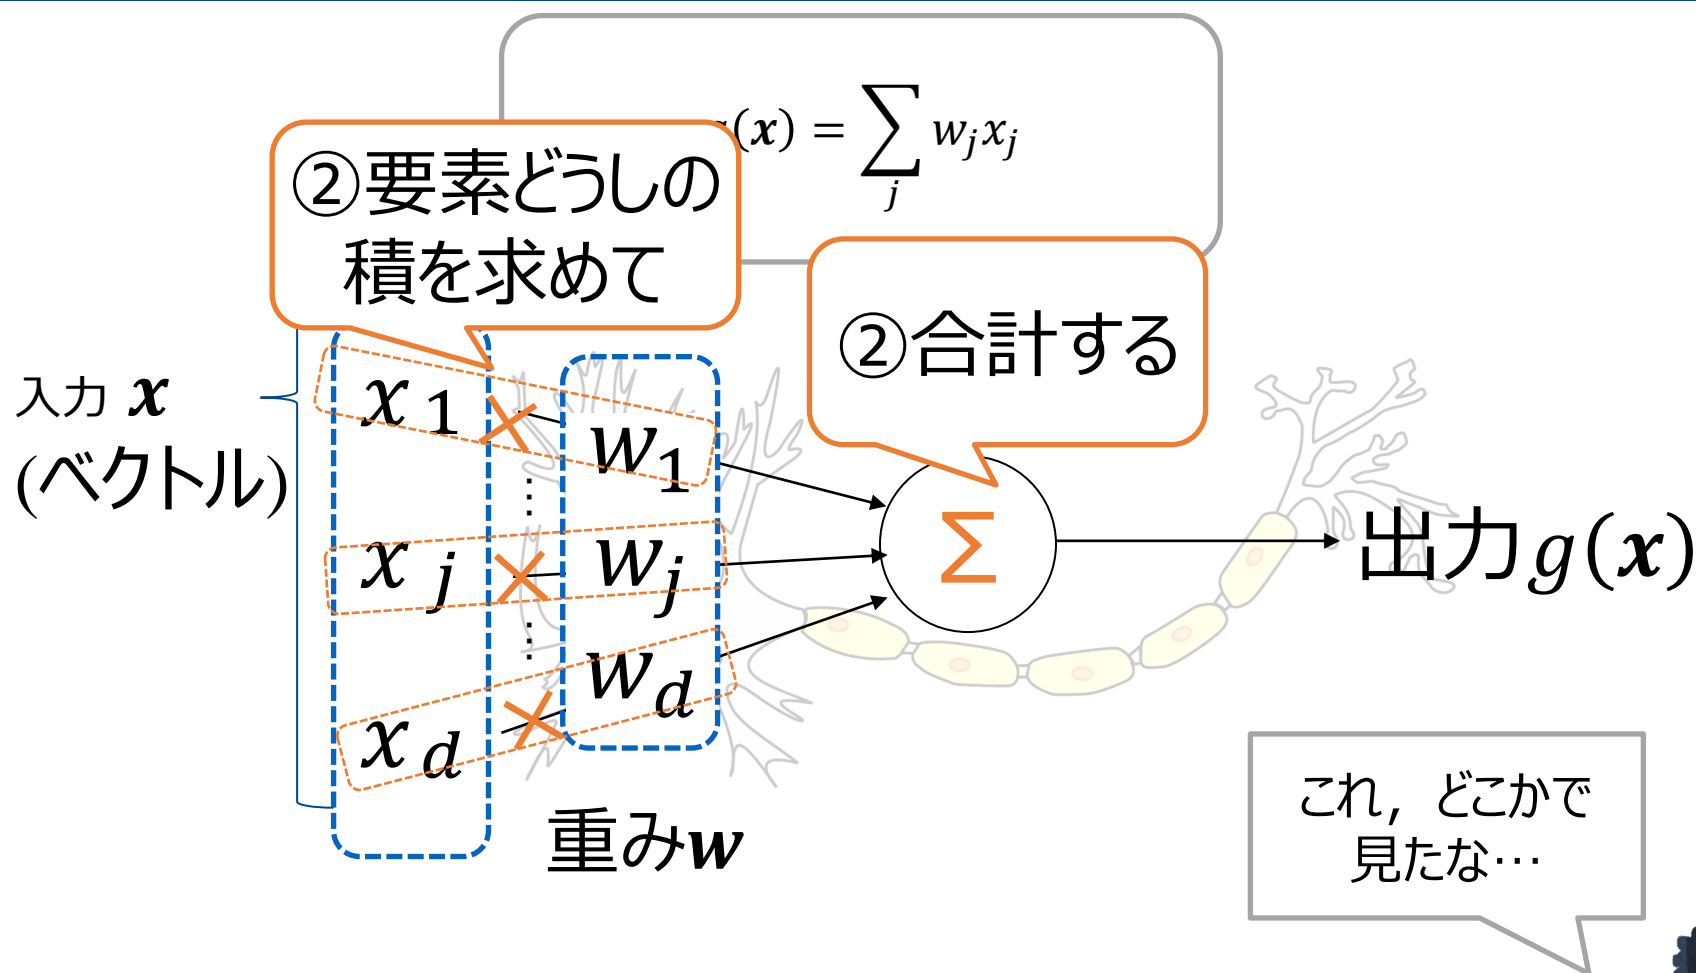 (x) = ∑ w_j x_j
j
②要素どうしの
積を求めて
②合計する
入力 x
(ベクトル)
x_1
w_1
⋮
x_j
w_j
⋮
x_d
w_d
∑
出力g(x)
重みw
これ，どこかで
見たな…